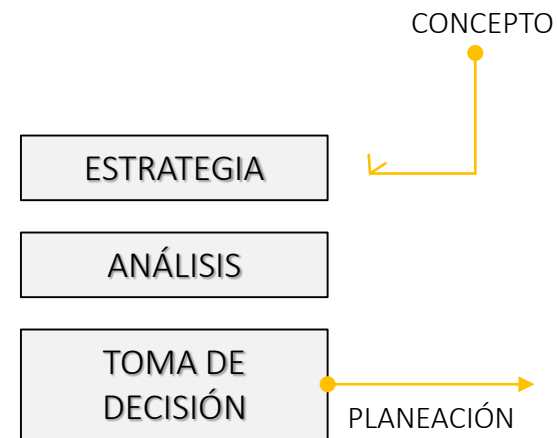 CONCEPTO
ESTRATEGIA
ANÁLISIS
TOMA DE
DECISIÓN
PLANEACIÓN